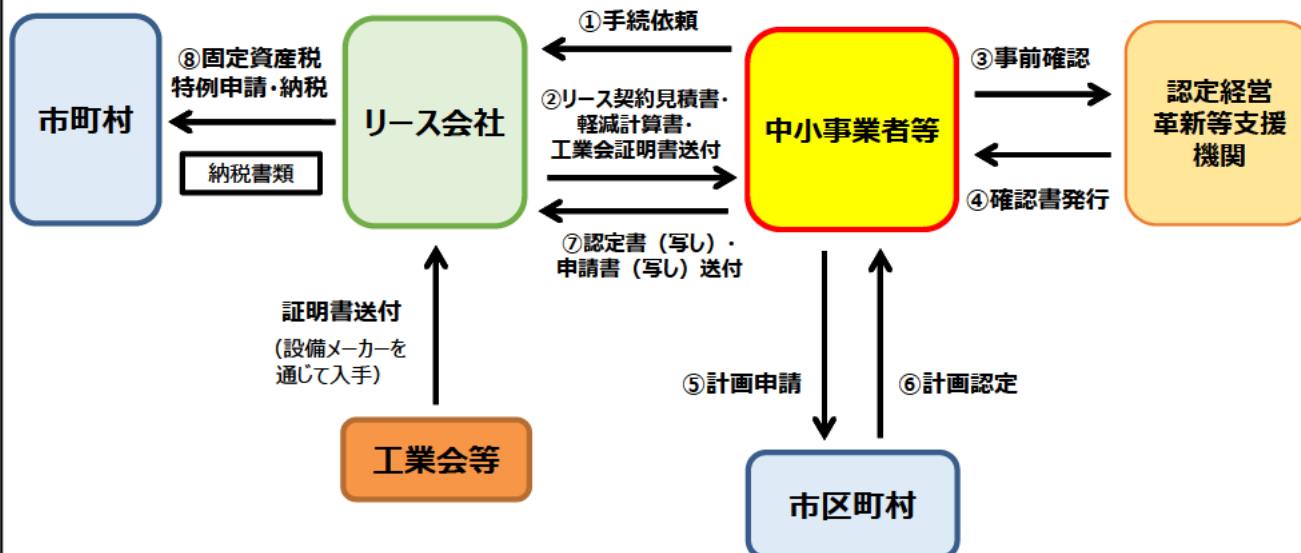 ①手続依頼
⑧固定資産税
特例申請・納税
③事前確認
市町村
リース会社
②リース契約見積書・
軽減計算書・
工業会証明書送付
中小事業者等
認定経営
革新等支援
機関
納税書類
④確認書発行
⑦認定書（写し）・
申請書（写し）送付
証明書送付
(設備メーカーを
通じて入手）
⑤計画申請
⑥計画認定
工業会等
市区町村